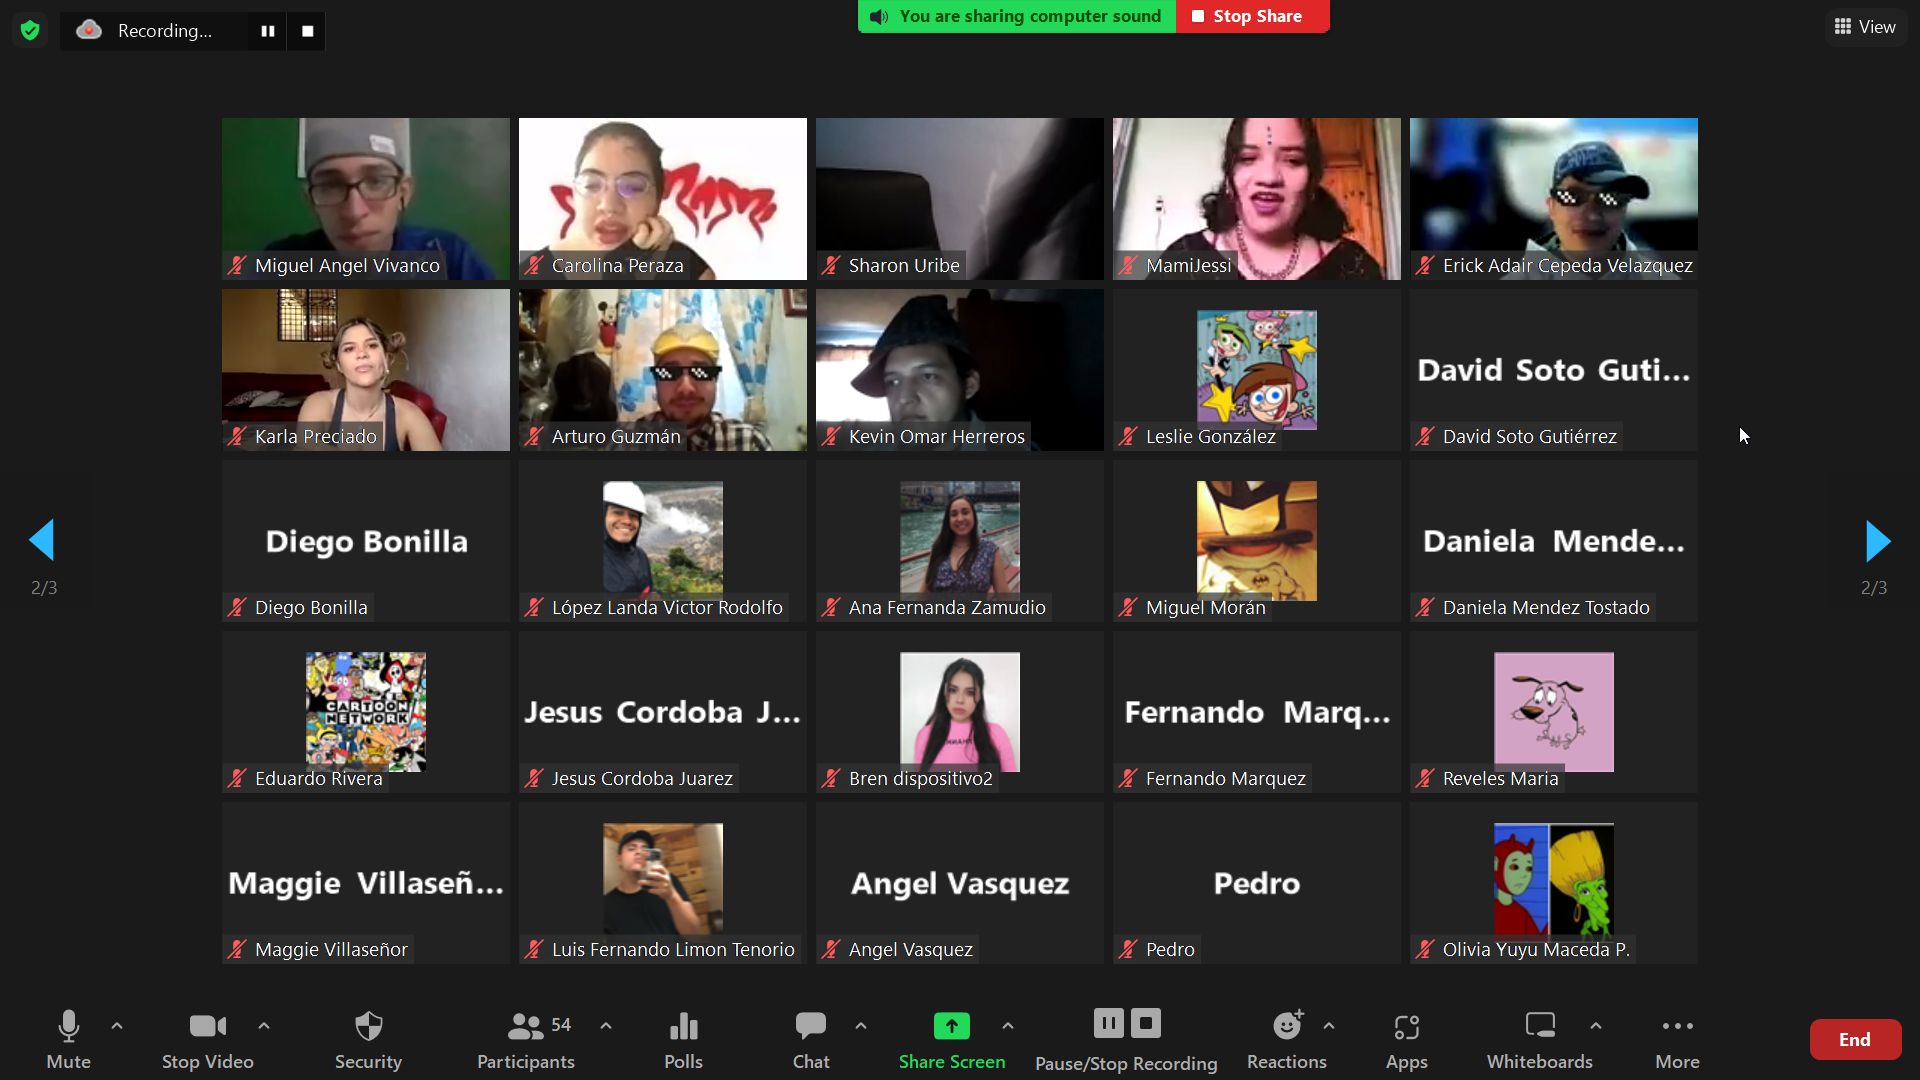 Recording...
You are sharing computer sound
Stop Share
View
Miguel Angel Vivanco
Carolina Peraza
Sharon Uribe
MamiJessi
Erick Adair Cepeda Velazquez
Karla Preciado
Arturo Guzmán
Kevin Omar Herreros
Leslie González
David Soto Guti...
David Soto Gutiérrez
Diego Bonilla
Diego Bonilla
López Landa Victor Rodolfo
Ana Fernanda Zamudio
Miguel Morán
Daniela Mende...
Daniela Mendez Tostado
2/3
2/3
CARTOON
NETWORK
Eduardo Rivera
Jesus Cordoba J...
Jesus Cordoba Juarez
Bren dispositivo2
Fernando Marq...
Fernando Marquez
Reveles Maria
Maggie Villaseñ...
Maggie Villaseñor
Luis Fernando Limon Tenorio
Angel Vasquez
Angel Vasquez
Pedro
Pedro
Olivia Yuyu Maceda P.
54
Mute
Stop Video
Security
Participants
Polls
Chat
Share Screen
Pause/Stop Recording
Reactions
Apps
Whiteboards
More
End